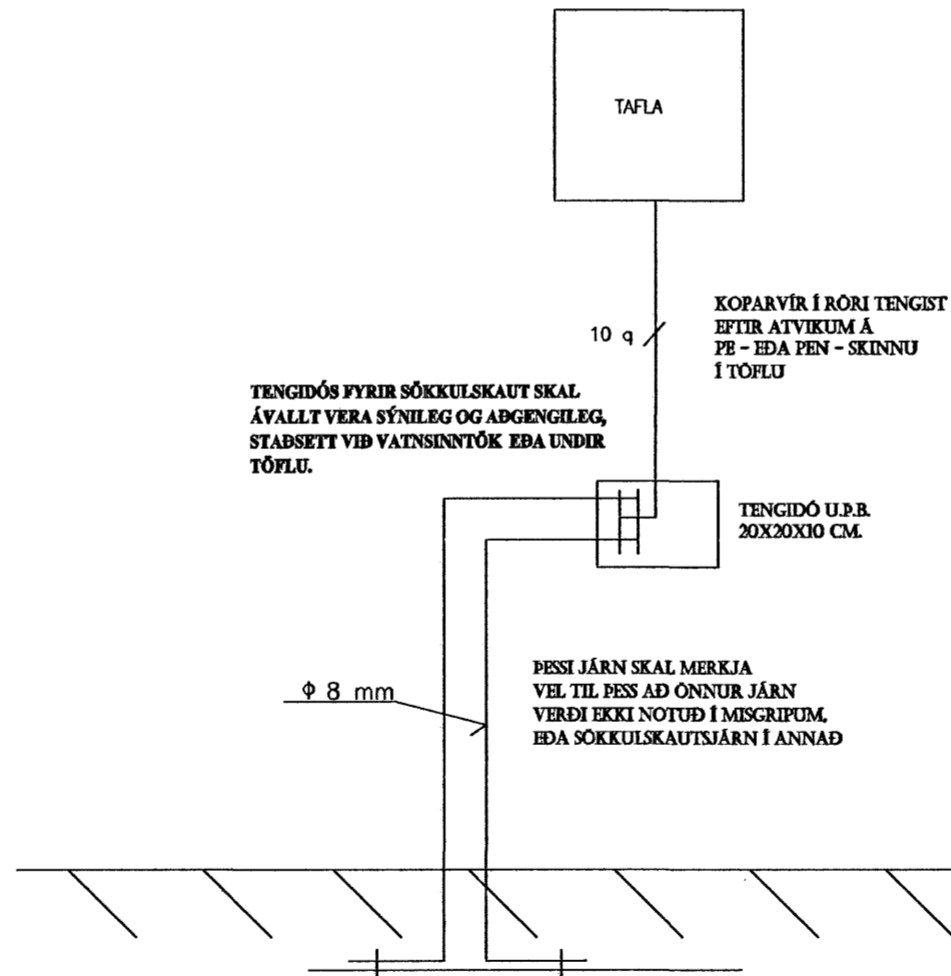 TAFLA
KOPARVÍR Í RÖRI TENGIST
EFTIR ATVIKUM Á
PE - EÐA PEN - SKINNU
Í TÖFLU
10 q
TENGIDÓS FYRIR SÖKKULSKAUT SKAL
ÁVALLT VERA SÝNILEG OG AÐGENGILEG,
STAÐSETT VIÐ VATNSINNTÖK EÐA UNDIR
TÖFLU.
TENGIDÓ U.Þ.B.
20X20X10 CM.
ÞESSI JÁRN SKAL MERKJA
VEL TIL ÞESS AÐ ÖNNUR JÁRN
VERÐI EKKI NOTUÐ Í MISGRIPUM,
EÐA SÖKKULSKAUTSJÁRN Í ANNAÐ
Φ 8 mm